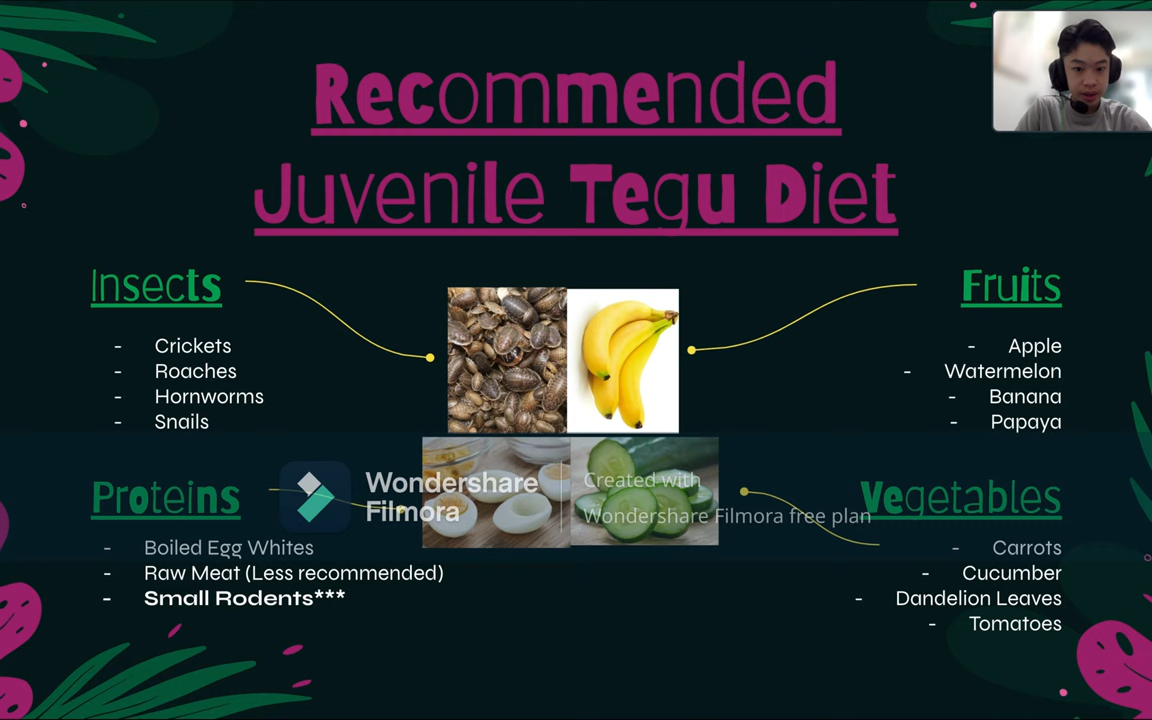 Recommended
Juvenile Tegu Diet
Insects
- Crickets
- Roaches
- Hornworms
- Snails
Fruits
- Apple
- Watermelon
- Banana
- Papaya
Proteins
- Boiled Egg Whites
- Raw Meat (Less recommended)
- Small Rodents***
Vegetables
- Carrots
- Cucumber
- Dandelion Leaves
- Tomatoes
Wondershare
Filmora
Created with
Wondershare Filmora free plan